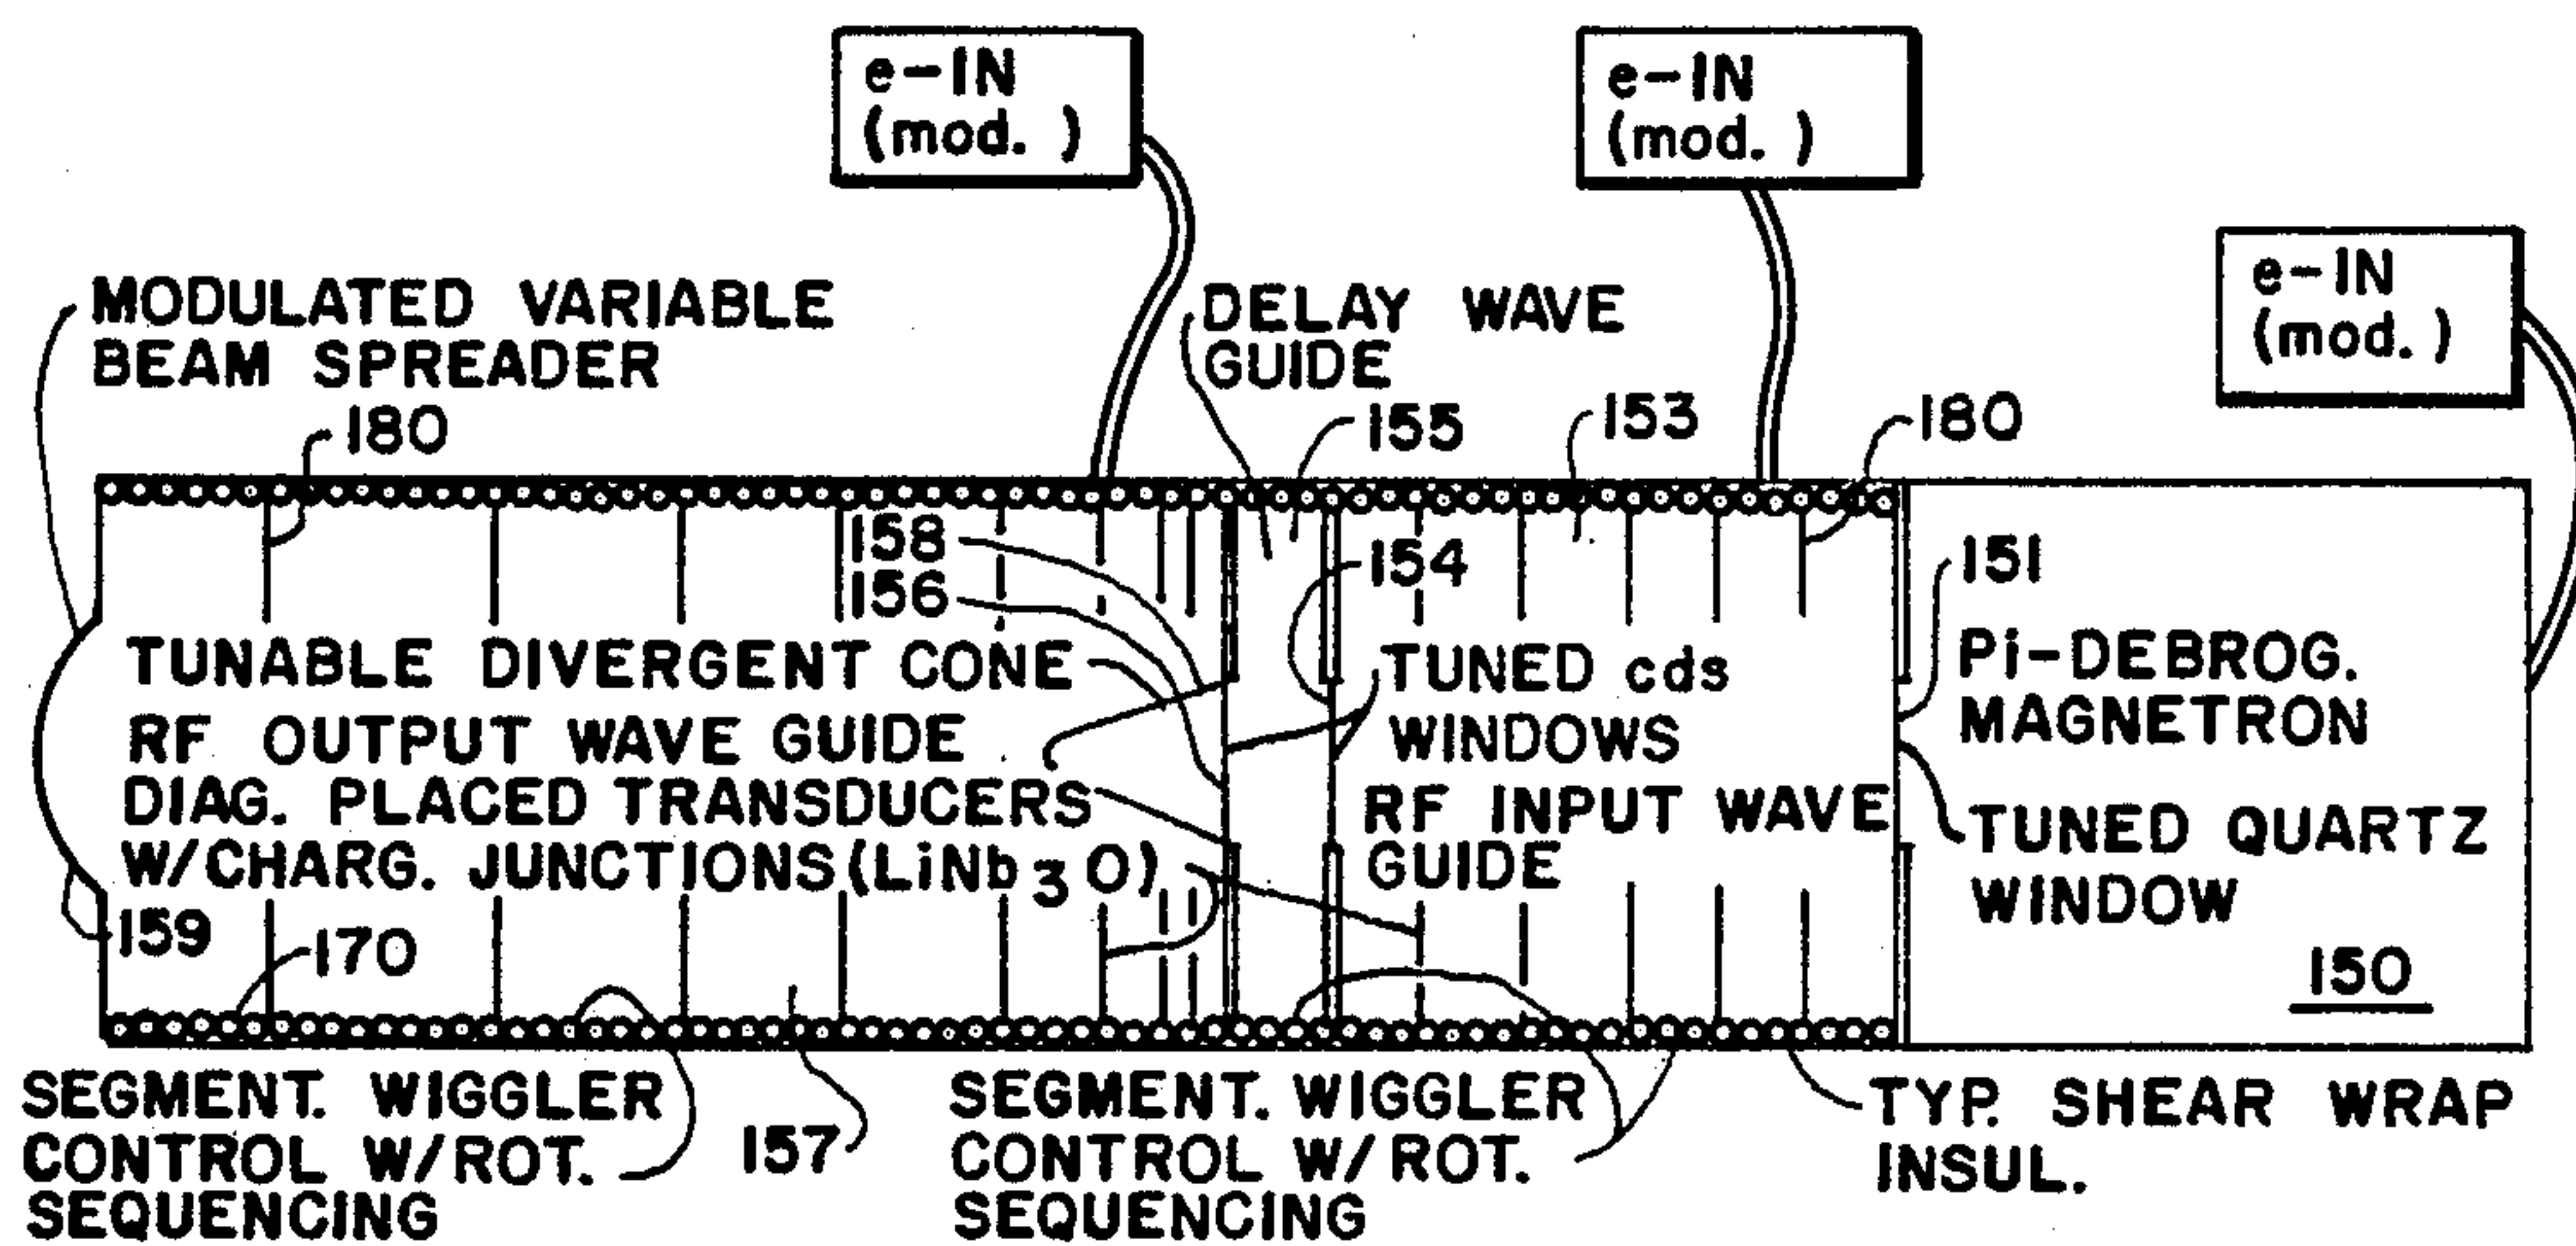 e-IN
(mod. )
e-IN
(mod. )
e-IN
(mod. )
MODULATED VARIABLE
BEAM SPREADER
DELAY WAVE
GUIDE
180
155
153
180
158
156
154
151
TUNABLE DIVERGENT CONE
RF OUTPUT WAVE GUIDE
DIAG. PLACED TRANSDUCERS
W/CHARG. JUNCTIONS (LiNb3O)
TUNED cds
WINDOWS
RF INPUT WAVE
GUIDE
Pi-DEBROG.
MAGNETRON
TUNED QUARTZ
WINDOW
150
159
170
SEGMENT. WIGGLER
CONTROL W/ROT.
SEQUENCING
157
SEGMENT. WIGGLER
CONTROL W/ROT.
SEQUENCING
TYP. SHEAR WRAP
INSUL.